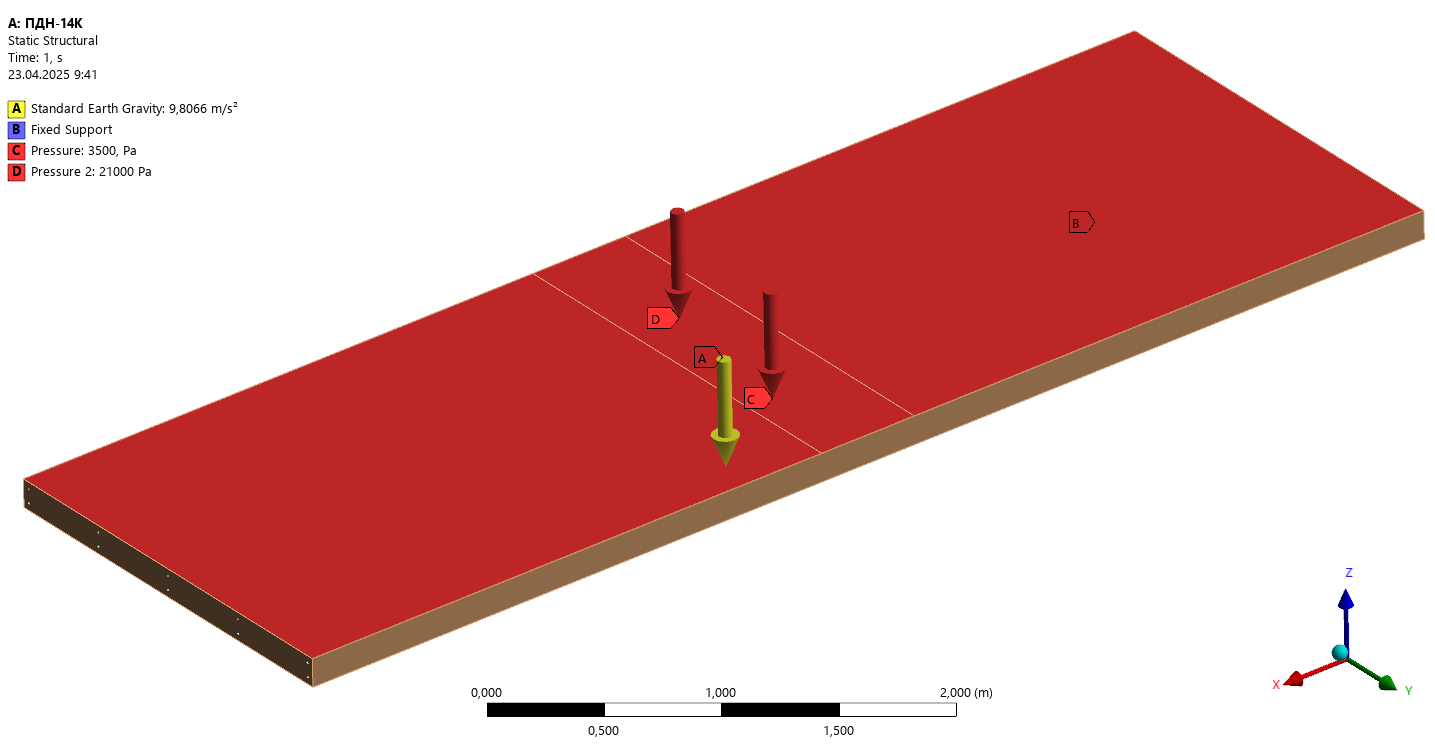 A: ПДН-14К
Static Structural
Time: 1, s
23.04.2025 9:41
A Standard Earth Gravity: 9,8066 m/s²
B Fixed Support
C Pressure: 3500, Pa
D Pressure 2: 21000 Pa
B
D
A
C
Z
X
Y
0,000 1,000 2,000 (m)
0,500 1,500